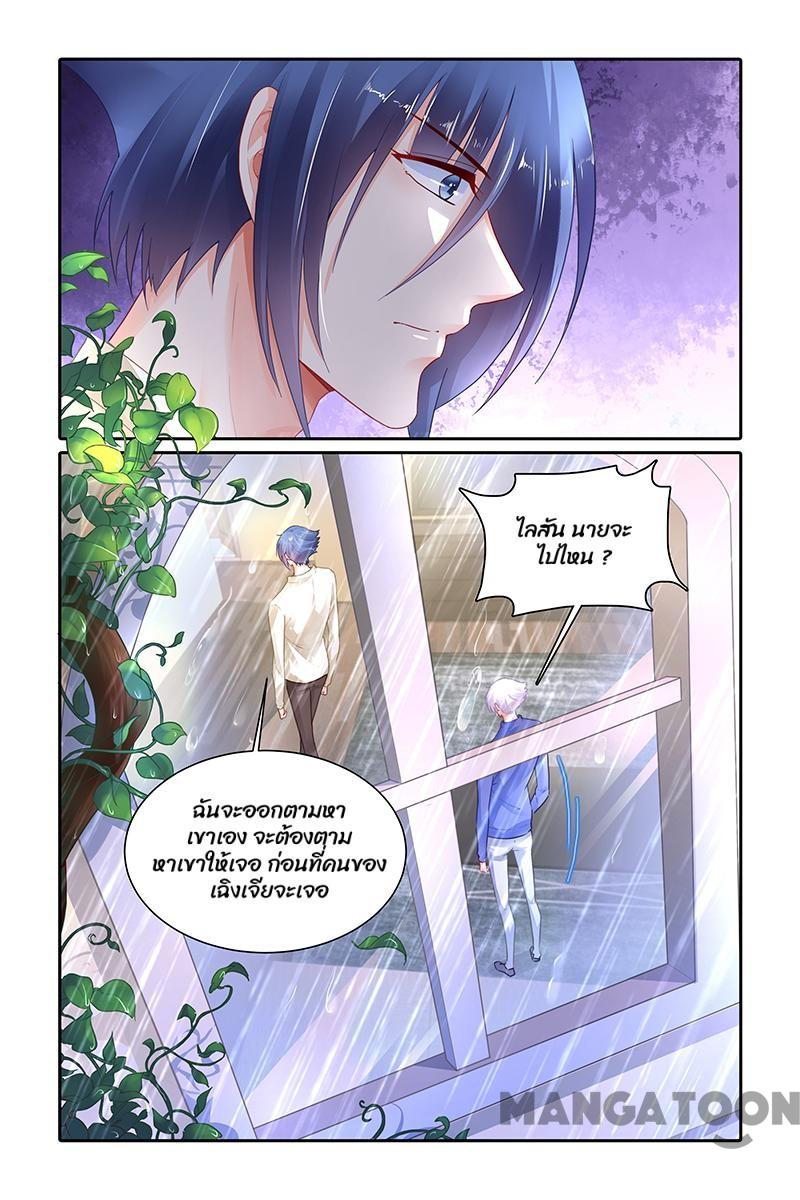 ไลสัน นายจะ
ไปไหน ?
ฉันจะออกตามหา
เขาเอง จะต้องตาม
หาเขาให้เจอ ก่อนที่คนของ
เฉิงเจียจะเจอ
MANGATOON